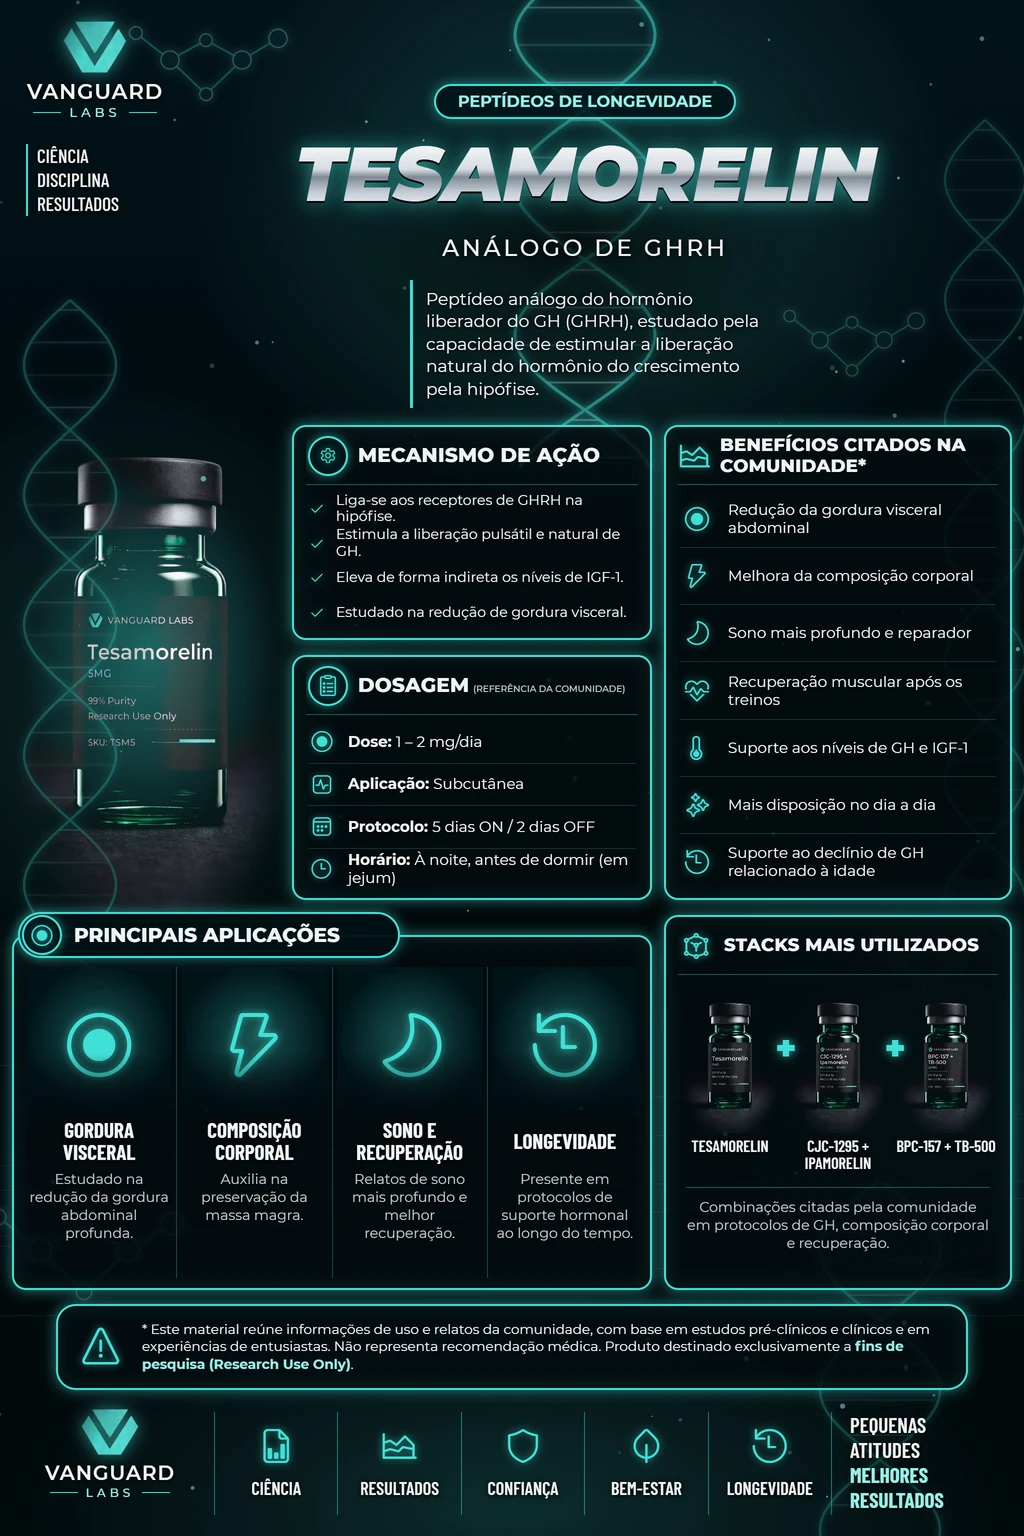 VANGUARD
LABS
CIÊNCIA
DISCIPLINA
RESULTADOS
PEPTÍDEOS DE LONGEVIDADE
TESAMORELIN
ANÁLOGO DE GHRH
Peptídeo análogo do hormônio
liberador do GH (GHRH), estudado pela
capacidade de estimular a liberação
natural do hormônio do crescimento
pela hipófise.
VANGUARD LABS
Tesamorelin
5MG
99% Purity
Research Use Only
SKU: TSM5
MECANISMO DE AÇÃO
Liga-se aos receptores de GHRH na
hipófise.
Estimula a liberação pulsátil e natural de
GH.
Eleva de forma indireta os níveis de IGF-1.
Estudado na redução de gordura visceral.
DOSAGEM (REFERÊNCIA DA COMUNIDADE)
Dose: 1 – 2 mg/dia
Aplicação: Subcutânea
Protocolo: 5 dias ON / 2 dias OFF
Horário: À noite, antes de dormir (em
jejum)
BENEFÍCIOS CITADOS NA
COMUNIDADE*
Redução da gordura visceral
abdominal
Melhora da composição corporal
Sono mais profundo e reparador
Recuperação muscular após os
treinos
Suporte aos níveis de GH e IGF-1
Mais disposição no dia a dia
Suporte ao declínio de GH
relacionado à idade
PRINCIPAIS APLICAÇÕES
GORDURA
VISCERAL
Estudado na
redução da gordura
abdominal
profunda.
COMPOSIÇÃO
CORPORAL
Auxilia na
preservação da
massa magra.
SONO E
RECUPERAÇÃO
Relatos de sono
mais profundo e
melhor
recuperação.
LONGEVIDADE
Presente em
protocolos de
suporte hormonal
ao longo do tempo.
STACKS MAIS UTILIZADOS
Tesamorelin
CJC-1295 +
Ipamorelin
BPC-157 +
TB-500
TESAMORELIN
CJC-1295 +
IPAMORELIN
BPC-157 + TB-500
Combinações citadas pela comunidade
em protocolos de GH, composição corporal
e recuperação.
* Este material reúne informações de uso e relatos da comunidade, com base em estudos pré-clínicos e clínicos e em
experiências de entusiastas. Não representa recomendação médica. Produto destinado exclusivamente a fins de
pesquisa (Research Use Only).
VANGUARD
LABS
CIÊNCIA
RESULTADOS
CONFIANÇA
BEM-ESTAR
LONGEVIDADE
PEQUENAS
ATITUDES
MELHORES
RESULTADOS